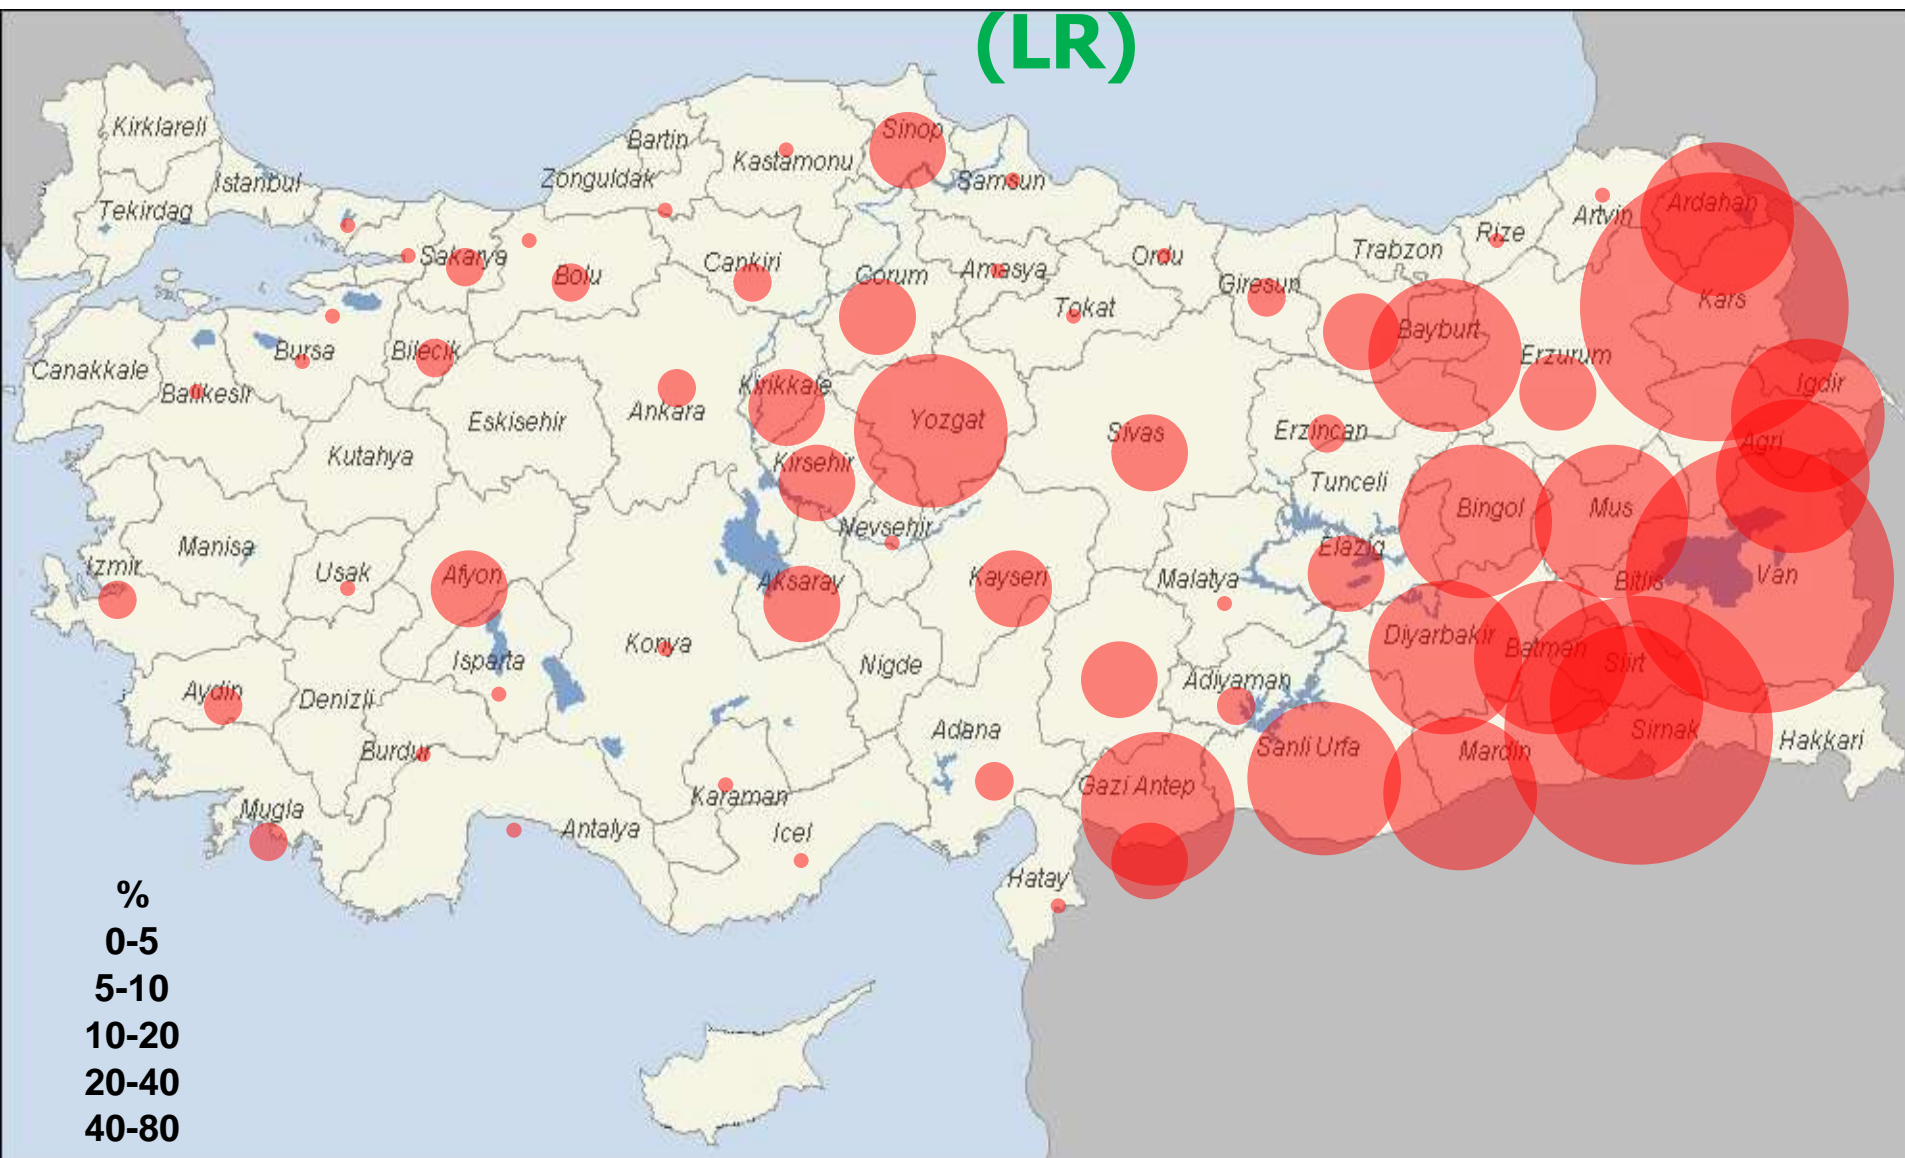 (LR)
Kirklareli
Bartin
Sinop
Kastamonu
Istanbul
Zonguldak
Samsun
Tekirdag
Artvin
Ardahan
Rize
Trabzon
Sakarya
Bolu
Cankiri
Corum
Amasya
Ordu
Giresun
Tokat
Kars
Bayburt
Erzurum
Bursa
Bilecik
Canakkale
Balikesir
Kirikkale
Igdir
Ankara
Eskisehir
Yozgat
Sivas
Erzincan
Agri
Kutahya
Kirsehir
Tunceli
Bingol
Mus
Nevsehir
Manisa
Elazig
Izmir
Usak
Afyon
Aksaray
Kayseri
Malatya
Bitlis
Van
Konya
Diyarbakir
Batman
Isparta
Nigde
Siirt
Adiyaman
Aydin
Denizli
Adana
Sirnak
Hakkari
Burdur
Sanli Urfa
Mardin
Gazi Antep
Karaman
Mugla
Antalya
Icel
Hatay
%
0-5
5-10
10-20
20-40
40-80